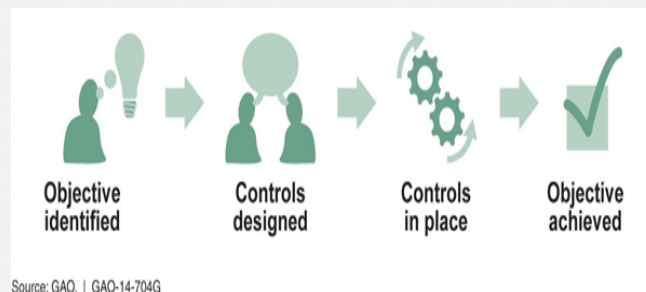 Objective
identified
Controls
designed
Controls
in place
Objective
achieved
Source: GAO. | GAO-14-704G